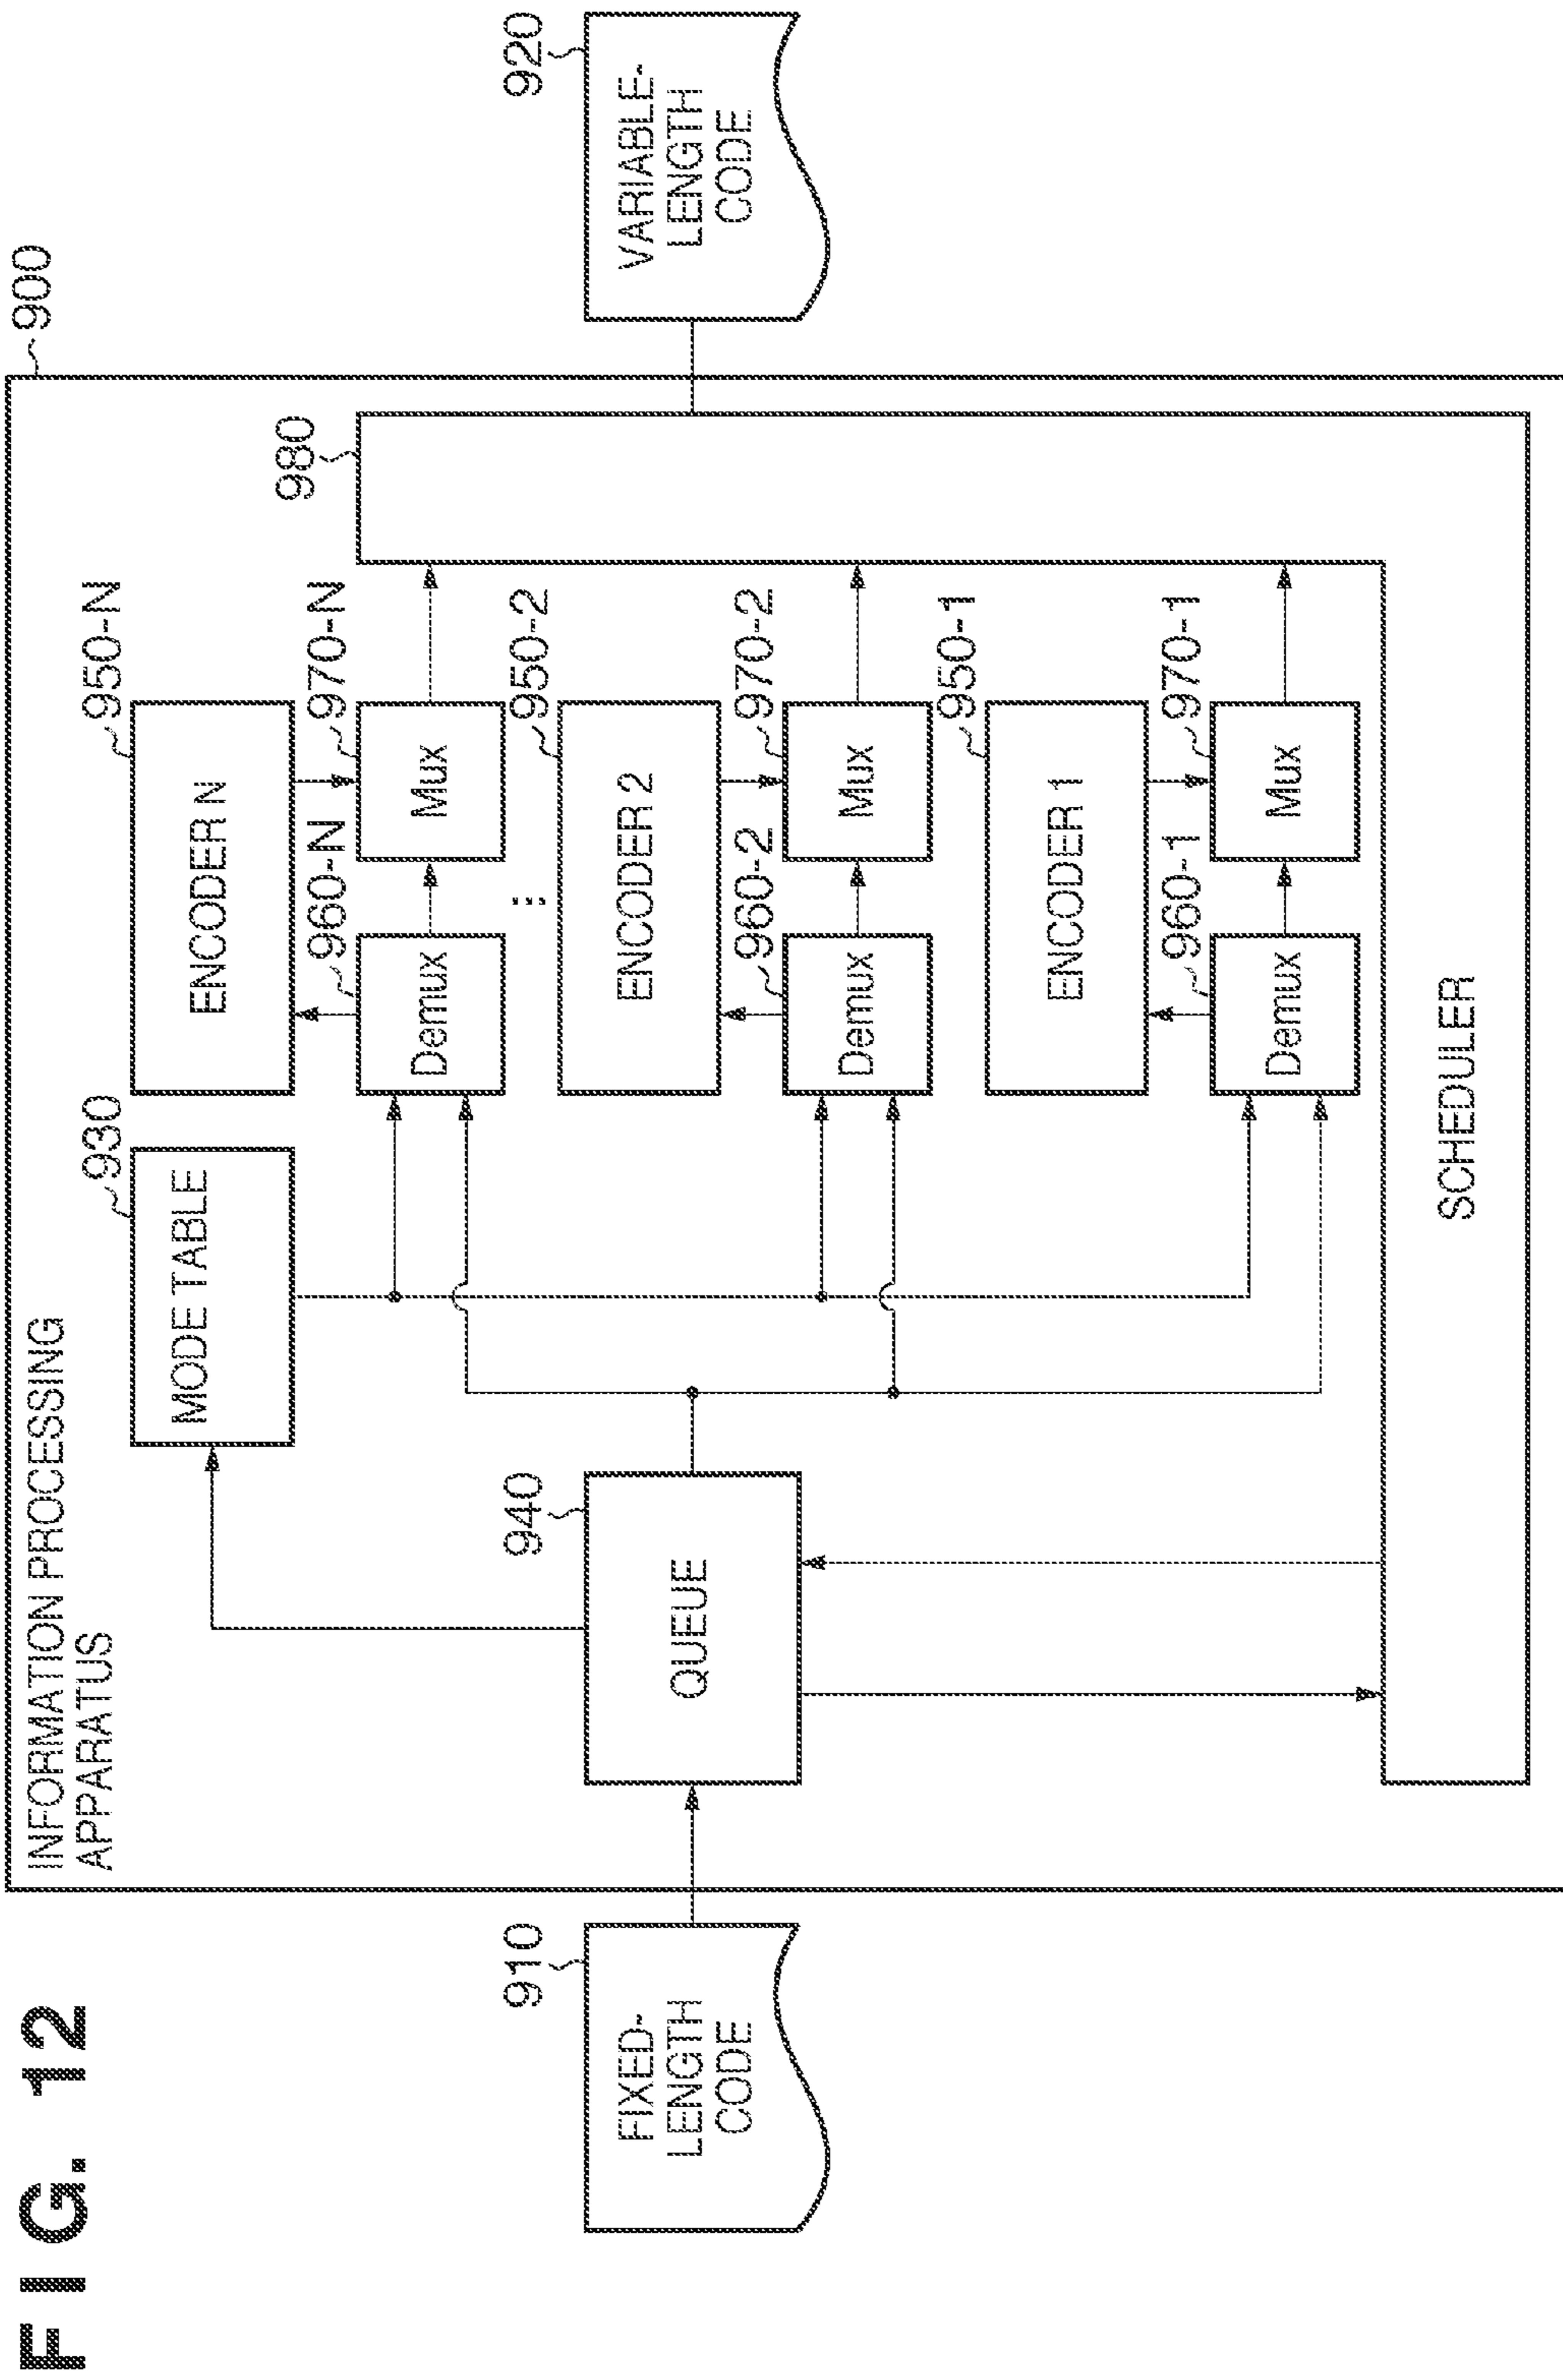 FIG. 12
INFORMATION PROCESSING
APPARATUS
900
910
FIXED-
LENGTH
CODE
940
QUEUE
930
MODE TABLE
950-N
ENCODER N
960-N
Demux
970-N
Mux
...
950-2
ENCODER 2
960-2
Demux
970-2
Mux
950-1
ENCODER 1
960-1
Demux
970-1
Mux
980
SCHEDULER
920
VARIABLE-
LENGTH
CODE